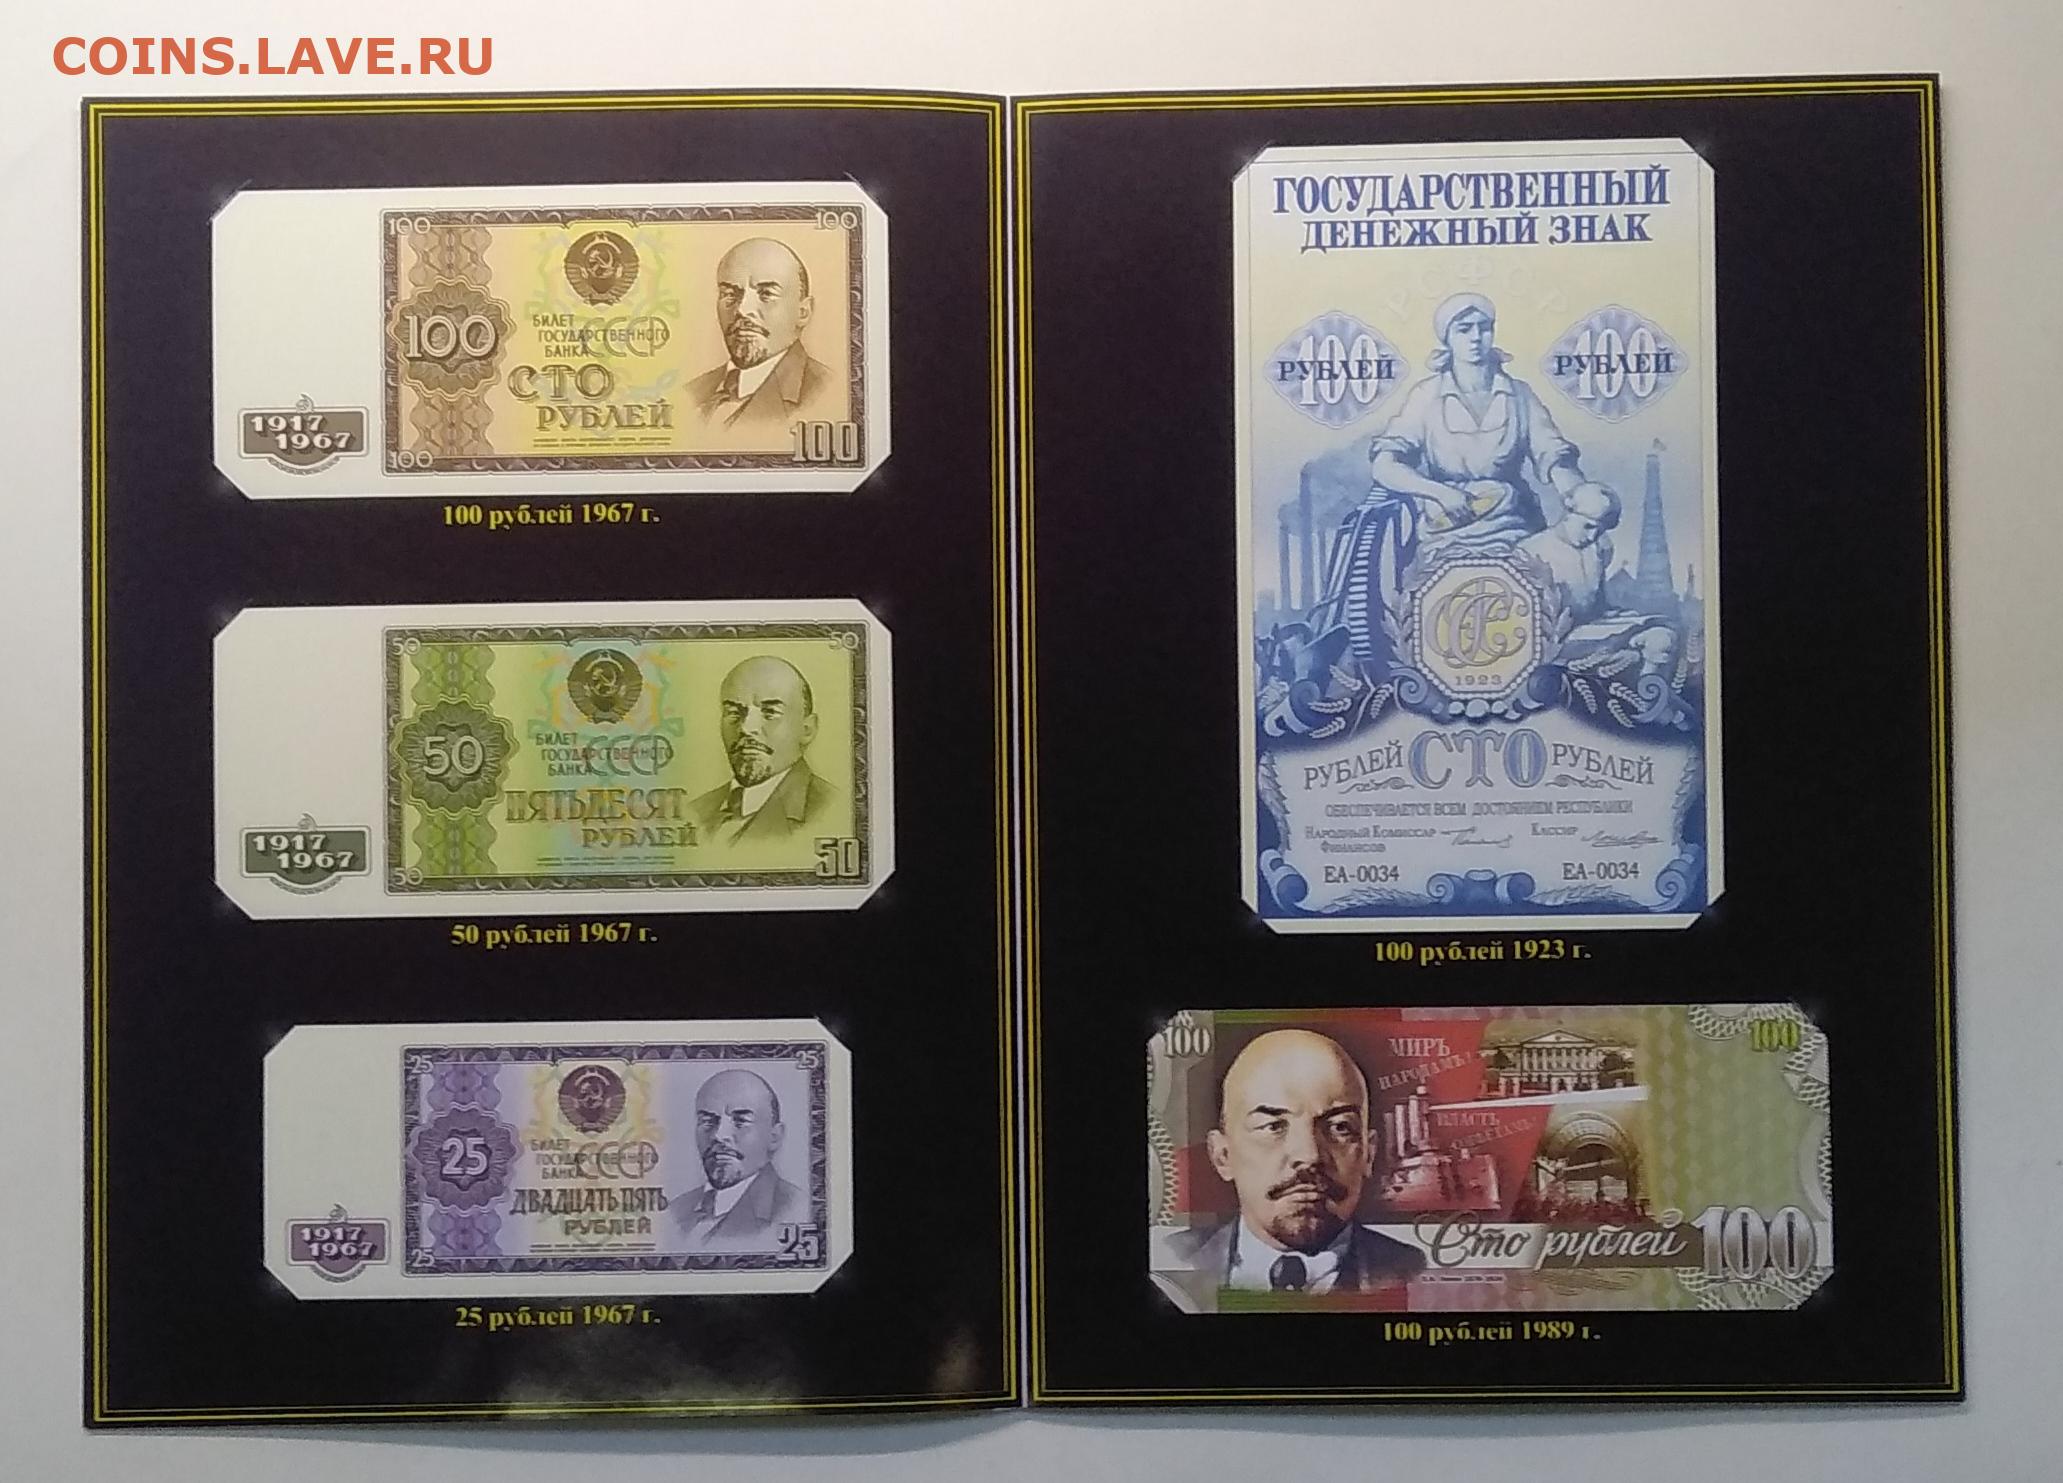 COINS.LAVE.RU
100
100
БИЛЕТ
ГОСУДАРСТВЕННОГО
БАНКА СССР
100
СТО
РУБЛЕЙ
1917
1967
100
100
100 рублей 1967 г.
50
50
БИЛЕТ
ГОСУДАРСТВЕННОГО
БАНКА СССР
50
ПЯТЬДЕСЯТ
РУБЛЕЙ
1917
1967
50
50
50 рублей 1967 г.
25
25
БИЛЕТ
ГОСУДАРСТВЕННОГО
БАНКА СССР
25
ДВАДЦАТЬ ПЯТЬ
РУБЛЕЙ
1917
1967
25
25
25 рублей 1967 г.
ГОСУДАРСТВЕННЫЙ
ДЕНЕЖНЫЙ ЗНАК
РСФСР
100 РУБЛЕЙ
100 РУБЛЕЙ
1923
РУБЛЕЙ СТО РУБЛЕЙ
ОБЕСПЕЧИВАЕТСЯ ВСЕМ ДОСТОЯНИЕМ РЕСПУБЛИКИ
Народный Комиссар Финансов
Кассир
ЕА-0034
ЕА-0034
100 рублей 1923 г.
100
100
МИРЪ
НАРОДАМЪ!
ВЛАСТЬ
СОВЕТАМЪ!
Сто рублей 100
100 рублей 1989 г.